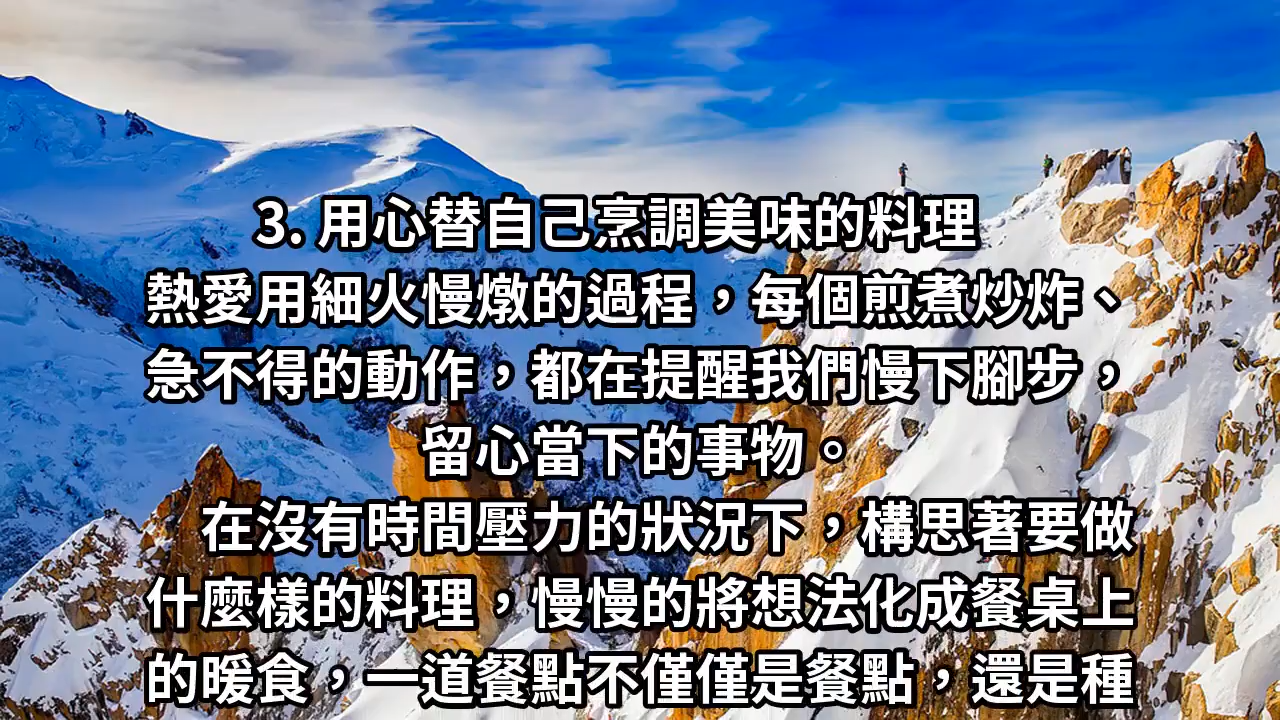 3. 用心替自己烹調美味的料理
熱愛用細火慢燉的過程，每個煎煮炒炸、
急不得的動作，都在提醒我們慢下腳步，
留心當下的事物。
在沒有時間壓力的狀況下，構思著要做
什麼樣的料理，慢慢的將想法化成餐桌上
的暖食，一道餐點不僅僅是餐點，還是種